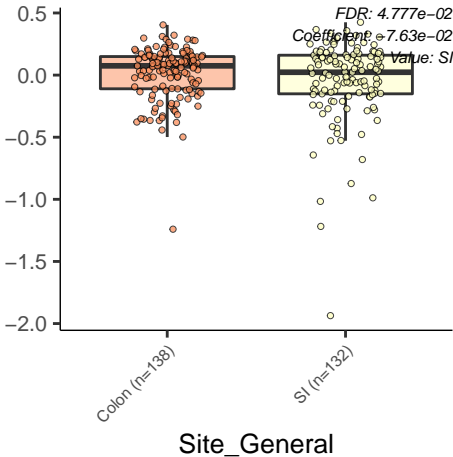 FDR: 4.777e−02
Coefficient: −7.63e−02
Value: SI
0.5
0.0
−0.5
−1.0
−1.5
−2.0
Colon (n=138)
SI (n=132)
Site_General